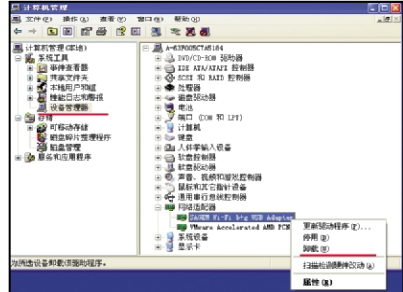 计算机管理
文件(F) 操作(A) 查看(V) 窗口(W) 帮助(H)
计算机管理(本地)
系统工具
事件查看器
共享文件夹
本地用户和组
性能日志和警报
设备管理器
存储
可移动存储
磁盘碎片整理程序
磁盘管理
服务和应用程序
DVD/CD-ROM 驱动器
IDE ATA/ATAPI 控制器
SCSI 和 RAID 控制器
处理器
磁盘驱动器
电池
端口 (COM 和 LPT)
计算机
键盘
人体学输入设备
软盘控制器
软盘驱动器
声音、视频和游戏控制器
鼠标和其它指针设备
通用串行总线控制器
网络适配器
Wi-Fi USB Adapter
VMware Accelerated AMD PCN
系统设备
显示卡
更新驱动程序(P)...
停用(D)
卸载(U)
扫描检测硬件改动(A)
属性(R)
为所选设备卸载该驱动程序。